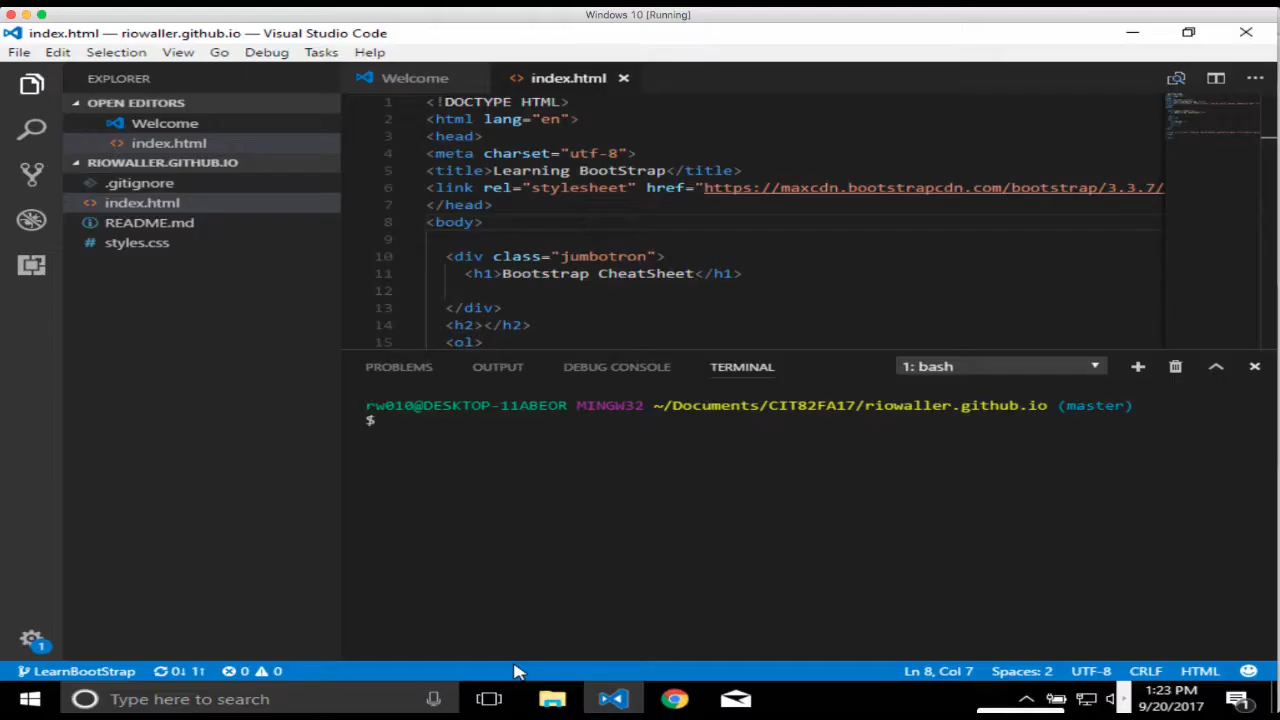 Windows 10 [Running]
index.html — riowaller.github.io — Visual Studio Code
File Edit Selection View Go Debug Tasks Help
EXPLORER
OPEN EDITORS
Welcome
index.html
RIOWALLER.GITHUB.IO
.gitignore
index.html
README.md
styles.css
Welcome index.html
1 <!DOCTYPE HTML>
2 <html lang="en">
3 <head>
4 <meta charset="utf-8">
5 <title>Learning BootStrap</title>
6 <link rel="stylesheet" href="https://maxcdn.bootstrapcdn.com/bootstrap/3.3.7/
7 </head>
8 <body>
9
10 <div class="jumbotron">
11 <h1>Bootstrap CheatSheet</h1>
12
13 </div>
14 <h2></h2>
15 <ol>
PROBLEMS OUTPUT DEBUG CONSOLE TERMINAL 1: bash
rw010@DESKTOP-11ABEOR MINGW32 ~/Documents/CIT82FA17/riowaller.github.io (master)
$
1
LearnBootStrap 0↓ 1↑ 0 0 Ln 8, Col 7 Spaces: 2 UTF-8 CRLF HTML
Type here to search
1:23 PM
9/20/2017
1